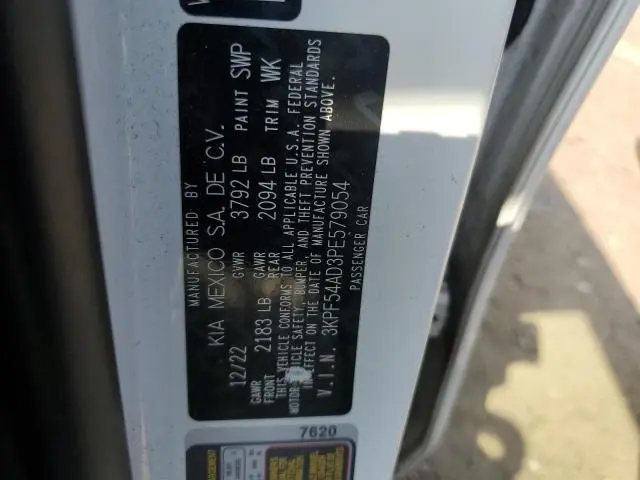 MANUFACTURED BY
KIA MEXICO S.A. DE C.V.
12/22 GVWR 3792 LB PAINT SWP
GAWR FRONT 2183 LB GAWR REAR 2094 LB TRIM WK
THIS VEHICLE CONFORMS TO ALL APPLICABLE U.S.A. FEDERAL
MOTOR VEHICLE SAFETY, BUMPER, AND THEFT PREVENTION STANDARDS
IN EFFECT ON THE DATE OF MANUFACTURE SHOWN ABOVE.
V.I.N. 3KPF54AD3PE579054
PASSENGER CAR
7620